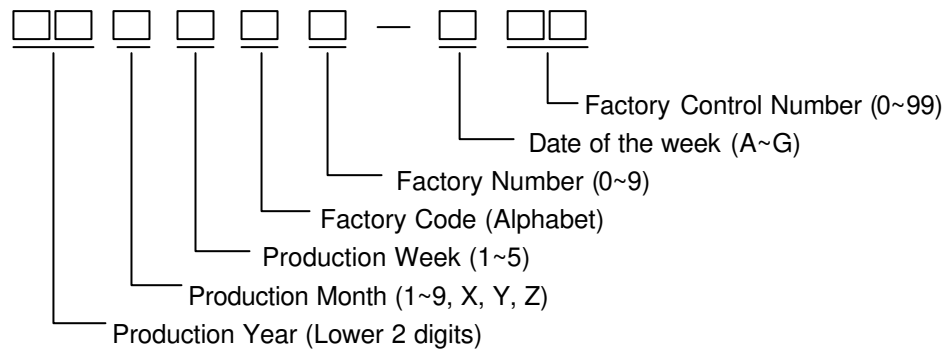 Factory Control Number (0~99)
Date of the week (A~G)
Factory Number (0~9)
Factory Code (Alphabet)
Production Week (1~5)
Production Month (1~9, X, Y, Z)
Production Year (Lower 2 digits)